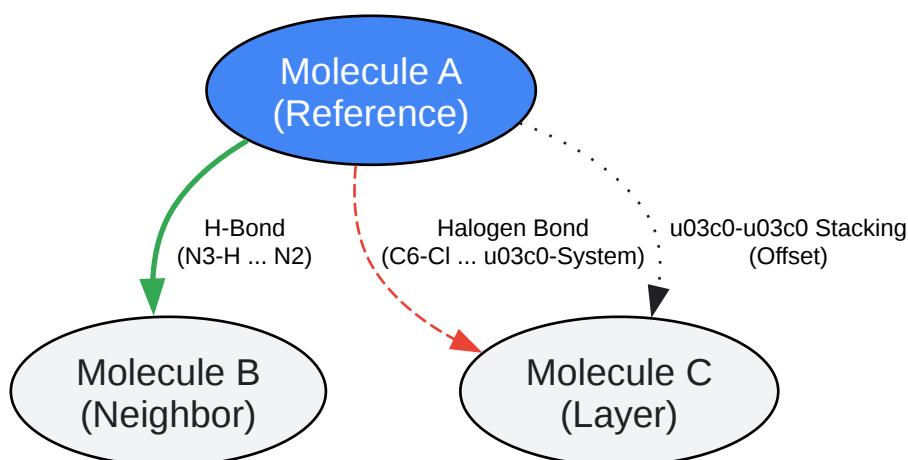 Molecule A
(Reference)
H-Bond
(N3-H ... N2)
Halogen Bond
(C6-Cl ... u03c0-System)
u03c0-u03c0 Stacking
(Offset)
Molecule B
(Neighbor)
Molecule C
(Layer)